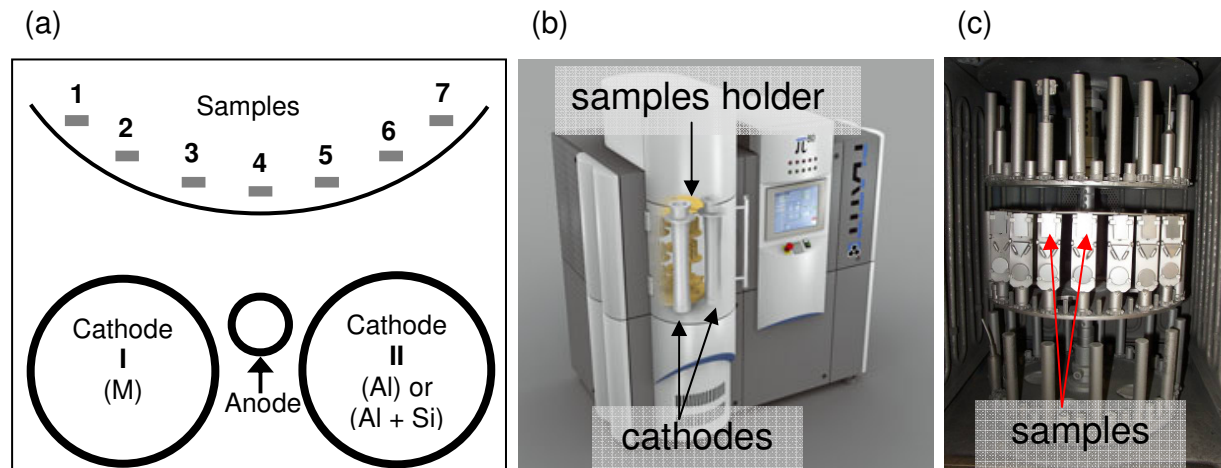 (a)
1
2
3
4
5
6
7
Samples
Cathode
I
(M)
Anode
Cathode
II
(Al) or
(Al + Si)
(b)
samples holder
cathodes
(c)
samples